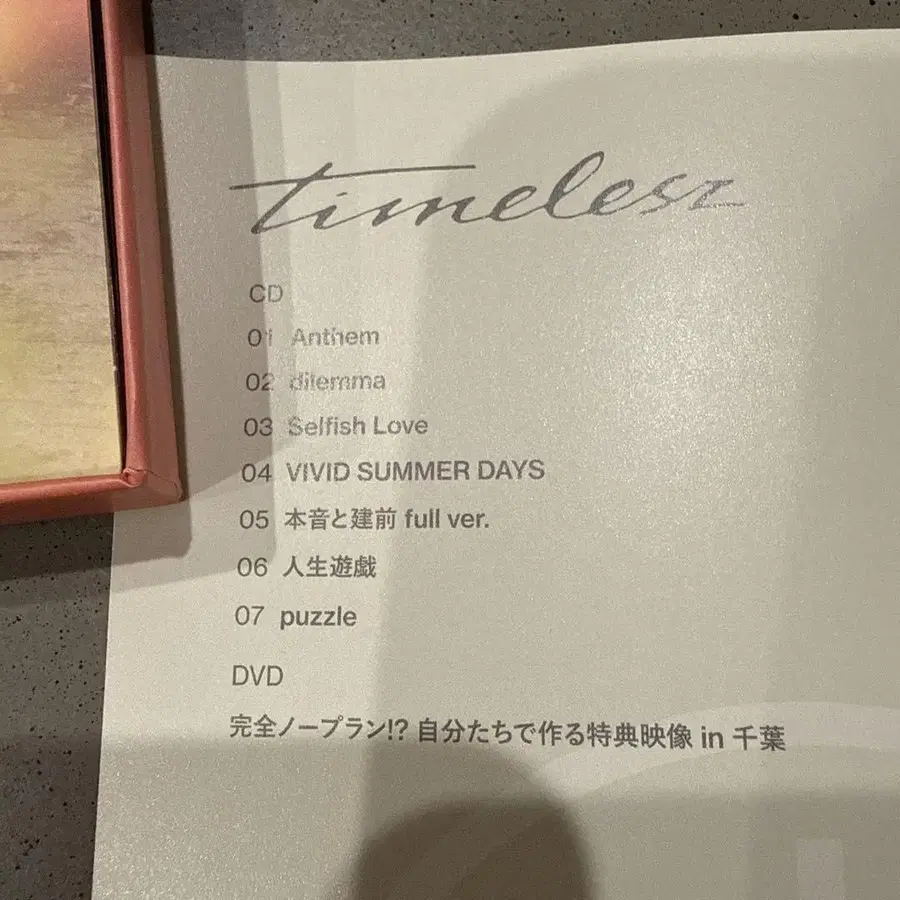 timelesz
CD
01 Anthem
02 dilemma
03 Selfish Love
04 VIVID SUMMER DAYS
05 本音と建前 full ver.
06 人生遊戯
07 puzzle
DVD
完全ノープラン!? 自分たちで作る特典映像 in 千葉